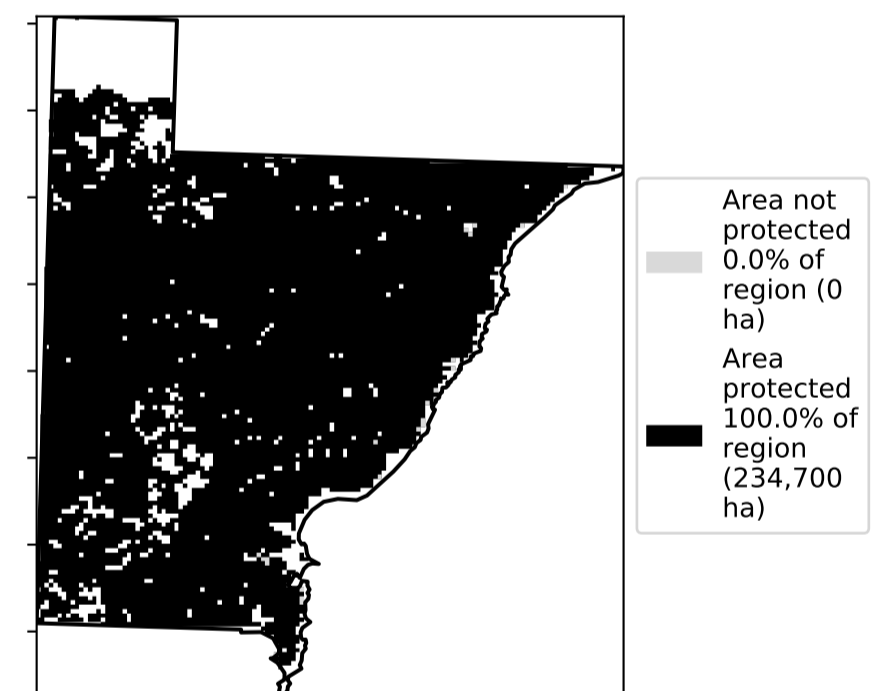 Area not
protected
0.0% of
region (0
ha)
Area
protected
100.0% of
region
(234,700
ha)